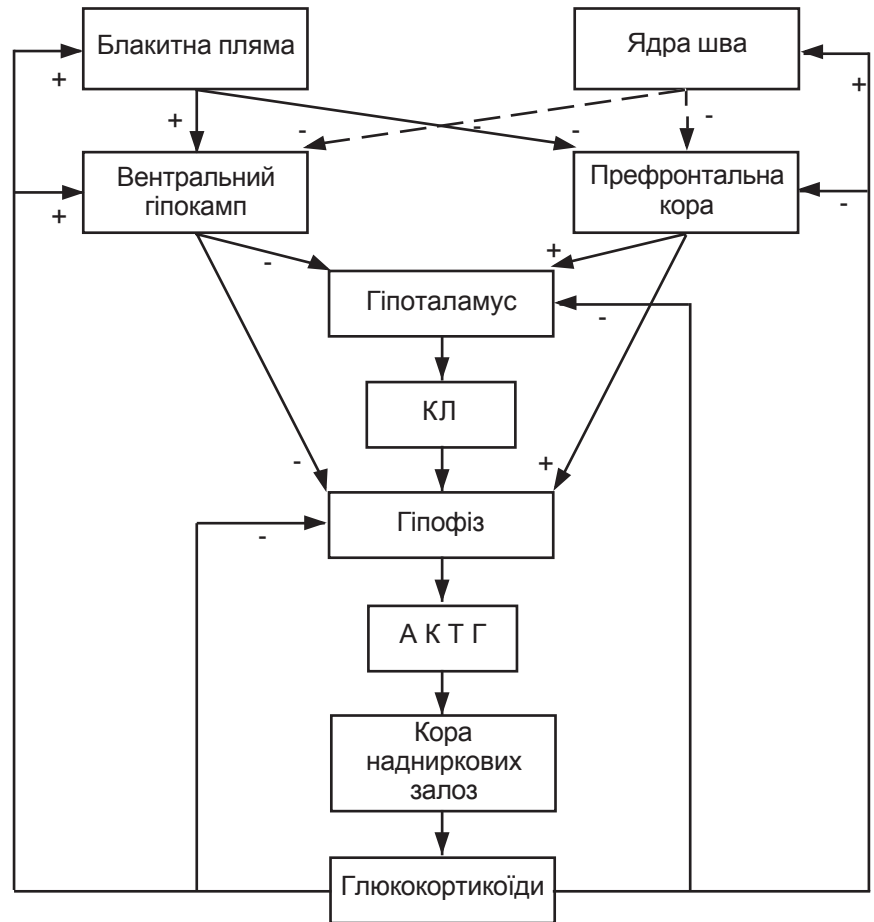 Блакитна пляма
Ядра шва
+
+
+
-
-
-
-
Вентральний
гіпокамп
Префронтальна
кора
+
-
-
+
Гіпоталамус
-
КЛ
-
+
Гіпофіз
-
А К Т Г
Кора
надниркових
залоз
Глюкокортикоїди